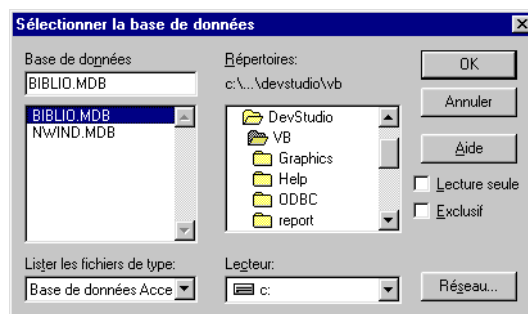 Sélectionner la base de données
Base de données
BIBLIO.MDB
BIBLIO.MDB
NWIND.MDB
Lister les fichiers de type:
Base de données Acce
Répertoires:
c:\...\devstudio\vb
DevStudio
VB
Graphics
Help
ODBC
report
Lecteur:
c:
OK
Annuler
Aide
Lecture seule
Exclusif
Réseau...